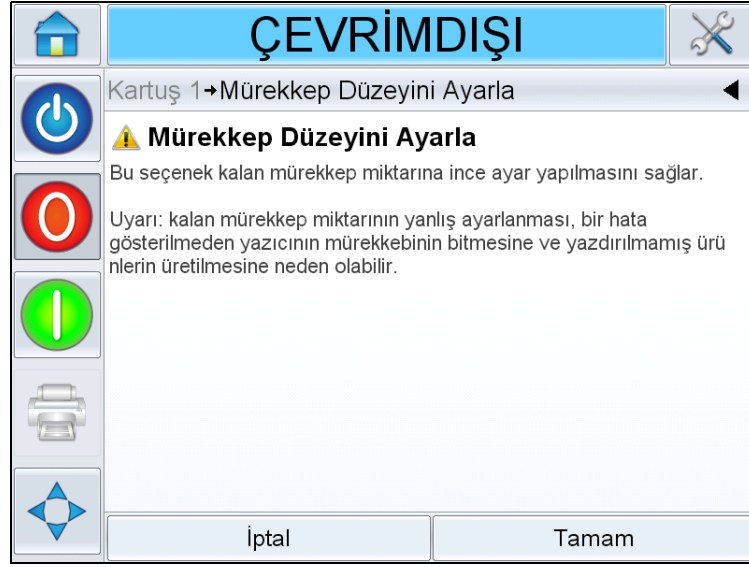 ÇEVRİMDIŞI
Kartuş 1→Mürekkep Düzeyini Ayarla
Mürekkep Düzeyini Ayarla
Bu seçenek kalan mürekkep miktarına ince ayar yapılmasını sağlar.
Uyarı: kalan mürekkep miktarının yanlış ayarlanması, bir hata
gösterilmeden yazıcının mürekkebinin bitmesine ve yazdırılmamış ürü
nlerin üretilmesine neden olabilir.
İptal
Tamam